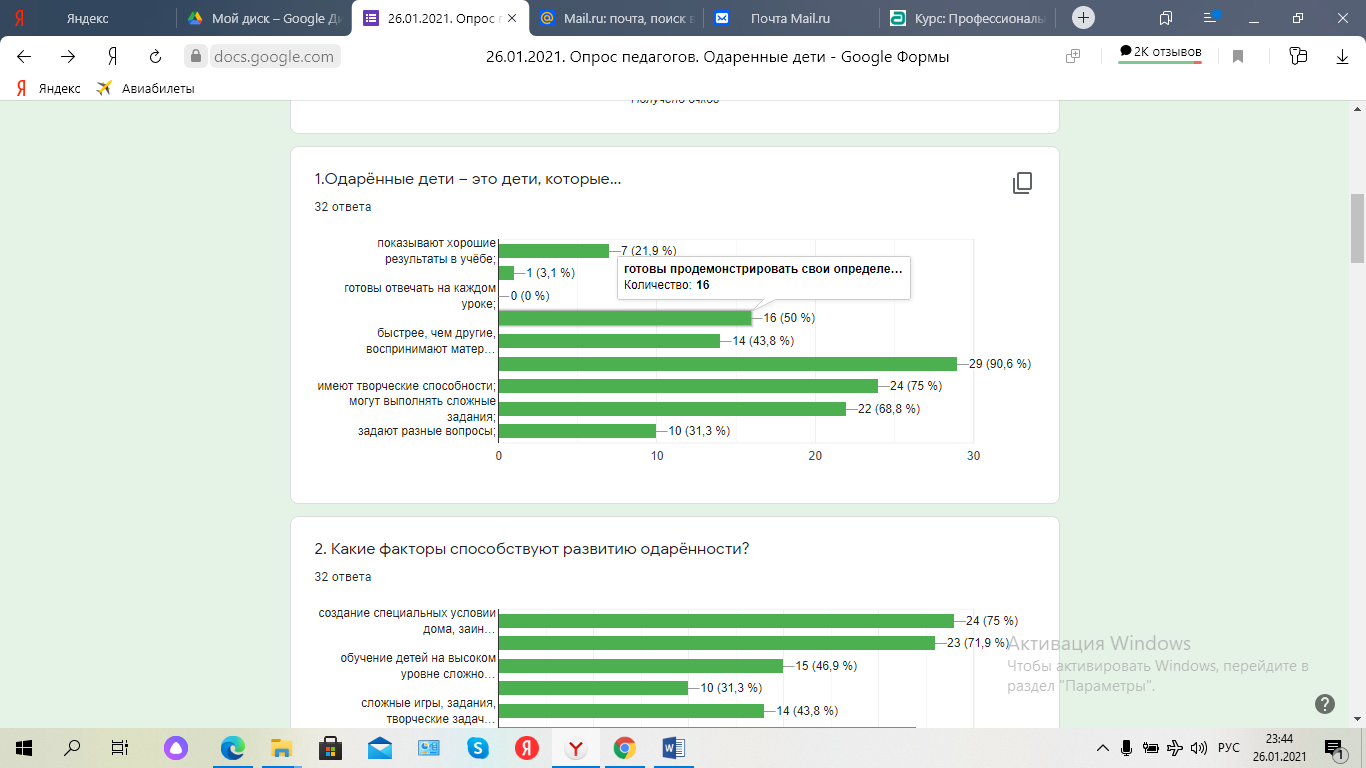 Яндекс
Мой диск – Google Ди
26.01.2021. Опрос п
Mail.ru: почта, поиск в
Почта Mail.ru
Курс: Профессиональ
docs.google.com
26.01.2021. Опрос педагогов. Одаренные дети - Google Формы
2К отзывов
Яндекс
Авиабилеты
Получено очков
1.Одарённые дети – это дети, которые...
32 ответа
показывают хорошие
результаты в учёбе;
7 (21,9 %)
1 (3,1 %)
готовы отвечать на каждом
уроке;
0 (0 %)
готовы продемонстрировать свои определе…
Количество: 16
16 (50 %)
быстрее, чем другие,
воспринимают матер…
14 (43,8 %)
29 (90,6 %)
имеют творческие способности;
24 (75 %)
могут выполнять сложные
задания;
22 (68,8 %)
задают разные вопросы;
10 (31,3 %)
0 10 20 30
2. Какие факторы способствуют развитию одарённости?
32 ответа
создание специальных условии
дома, заин…
24 (75 %)
23 (71,9 %)
обучение детей на высоком
уровне сложно…
15 (46,9 %)
10 (31,3 %)
сложные игры, задания,
творческие задач…
14 (43,8 %)
Активация Windows
Чтобы активировать Windows, перейдите в
раздел "Параметры".
РУС
23:44
26.01.2021
1